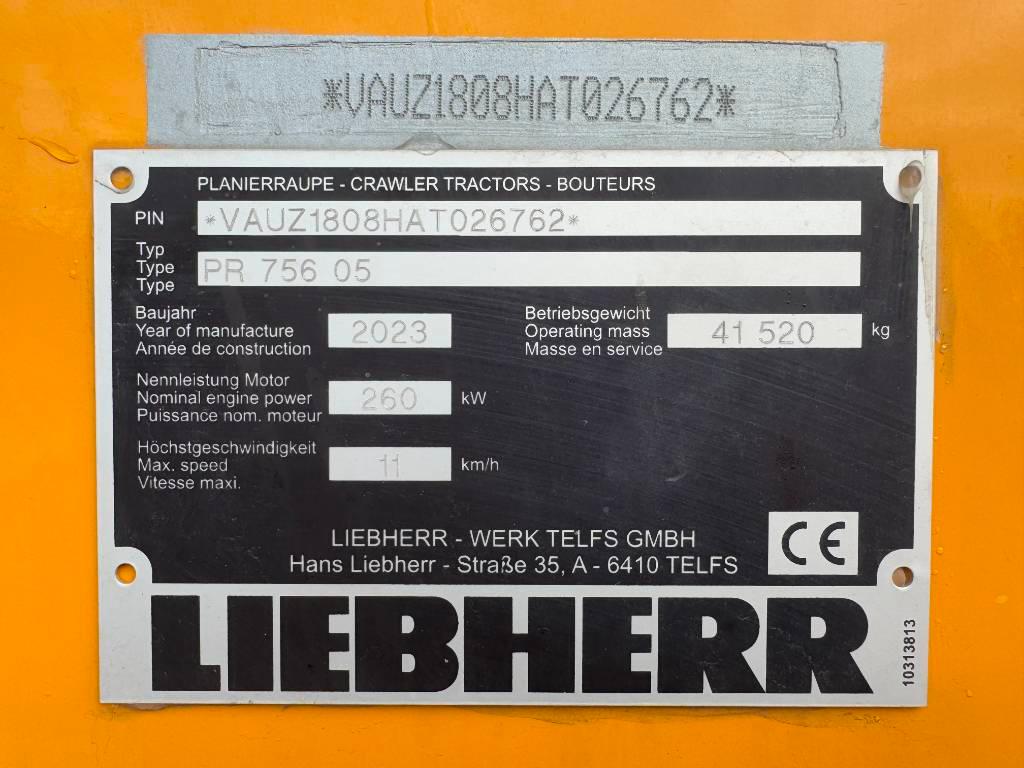 *VAUZ1808HAT026762*
PLANIERRAUPE - CRAWLER TRACTORS - BOUTEURS
PIN *VAUZ1808HAT026762*
Typ
Type
Type
PR 756 05
Baujahr
Year of manufacture
Année de construction
2023
Betriebsgewicht
Operating mass
Masse en service
41 520 kg
Nennleistung Motor
Nominal engine power
Puissance nom. moteur
260 kW
Höchstgeschwindigkeit
Max. speed
Vitesse maxi.
11 km/h
LIEBHERR - WERK TELFS GMBH
Hans Liebherr - Straße 35, A - 6410 TELFS
CE
LIEBHERR
10313813